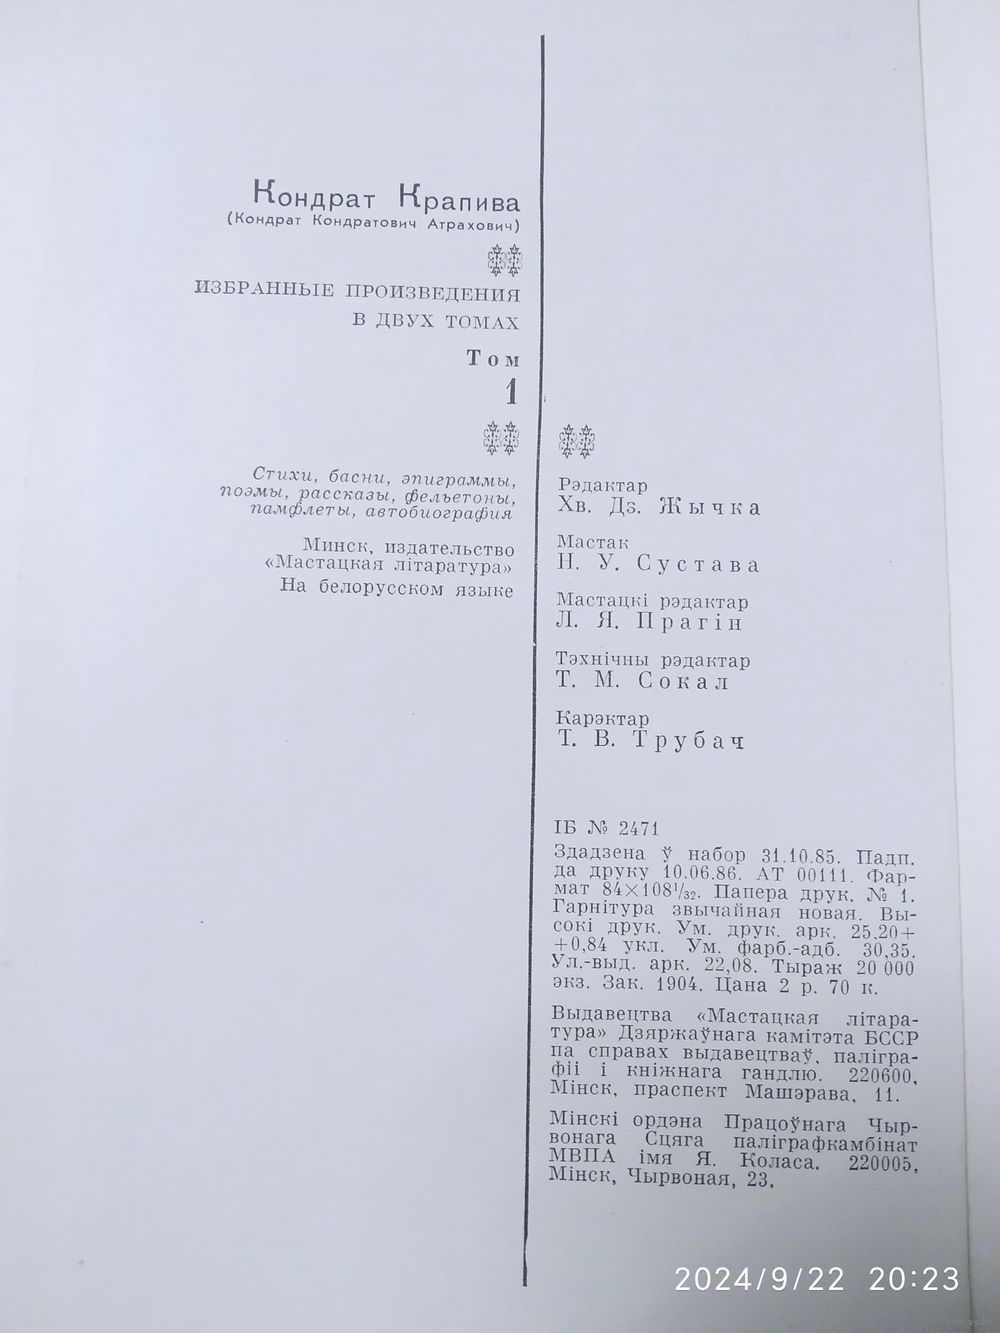 Кондрат Крапива
(Кондрат Кондратович Атрахович)
ИЗБРАННЫЕ ПРОИЗВЕДЕНИЯ
В ДВУХ ТОМАХ
Том
1
Стихи, басни, эпиграммы,
поэмы, рассказы, фельетоны,
памфлеты, автобиография
Минск, издательство
«Мастацкая літаратура»
На белорусском языке
Рэдактар
Хв. Дз. Жычка
Мастак
Н. У. Сустава
Мастацкі рэдактар
Л. Я. Прагін
Тэхнічны рэдактар
Т. М. Сокал
Карэктар
Т. В. Трубач
ІБ № 2471
Здадзена ў набор 31.10.85. Падп.
да друку 10.06.86. АТ 00111. Фар-
мат 84×108¹/₃₂. Папера друк. № 1.
Гарнітура звычайная новая. Вы-
сокі друк. Ум. друк. арк. 25,20+
+0,84 укл. Ум. фарб.-адб. 30,35.
Ул.-выд. арк. 22,08. Тыраж 20 000
экз. Зак. 1904. Цана 2 р. 70 к.
Выдавецтва «Мастацкая літара-
тура» Дзяржаўнага камітэта БССР
па справах выдавецтваў, паліgра-
фіі і кніжнага гандлю. 220600,
Мінск, праспект Машэрава, 11.
Мінскі ордэна Працоўнага Чыр-
вонага Сцяга паліграфкамбінат
МВПА імя Я. Коласа. 220005,
Мінск, Чырвоная, 23.
2024/9/22 20:23
www.ay.by